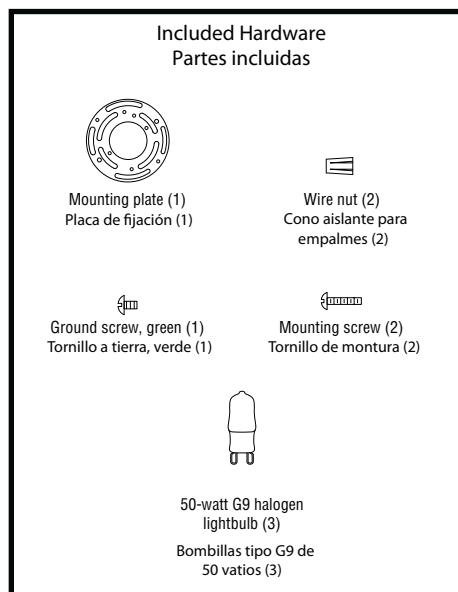 Included Hardware
Partes incluidas
Mounting plate (1)
Placa de fijación (1)
Wire nut (2)
Cono aislante para
empalmes (2)
Ground screw, green (1)
Tornillo a tierra, verde (1)
Mounting screw (2)
Tornillo de montura (2)
50-watt G9 halogen
lightbulb (3)
Bombillas tipo G9 de
50 vatios (3)